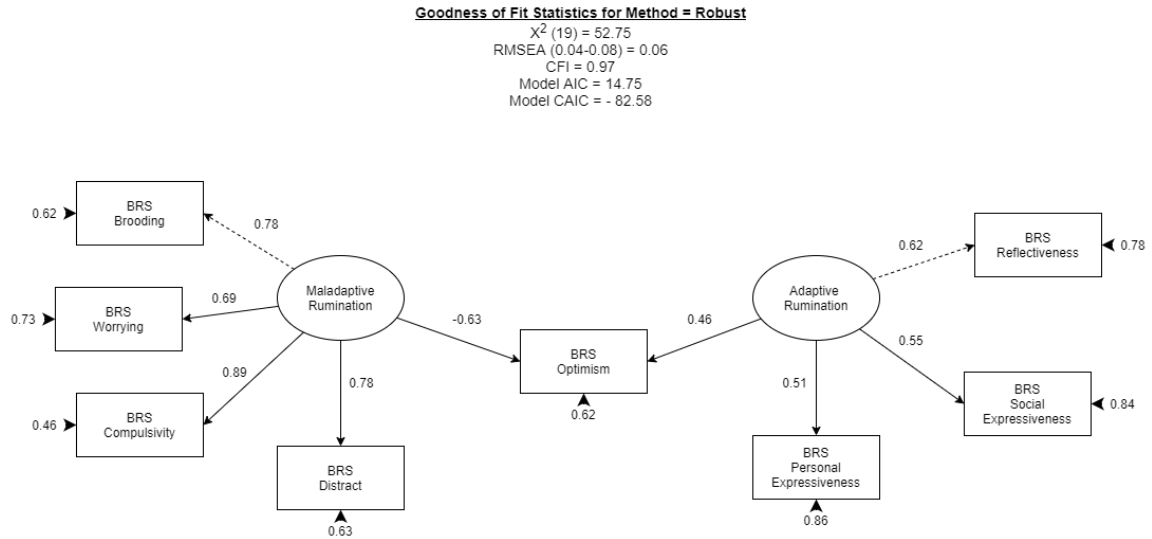 Goodness of Fit Statistics for Method = Robust
X² (19) = 52.75
RMSEA (0.04-0.08) = 0.06
CFI = 0.97
Model AIC = 14.75
Model CAIC = - 82.58
BRS
Brooding
0.62
0.78
BRS
Worrying
0.73
0.69
BRS
Compulsivity
0.46
0.89
Maladaptive
Rumination
0.78
BRS
Distract
0.63
-0.63
BRS
Optimism
0.62
0.46
Adaptive
Rumination
0.62
BRS
Reflectiveness
0.78
0.55
BRS
Social
Expressiveness
0.84
0.51
BRS
Personal
Expressiveness
0.86